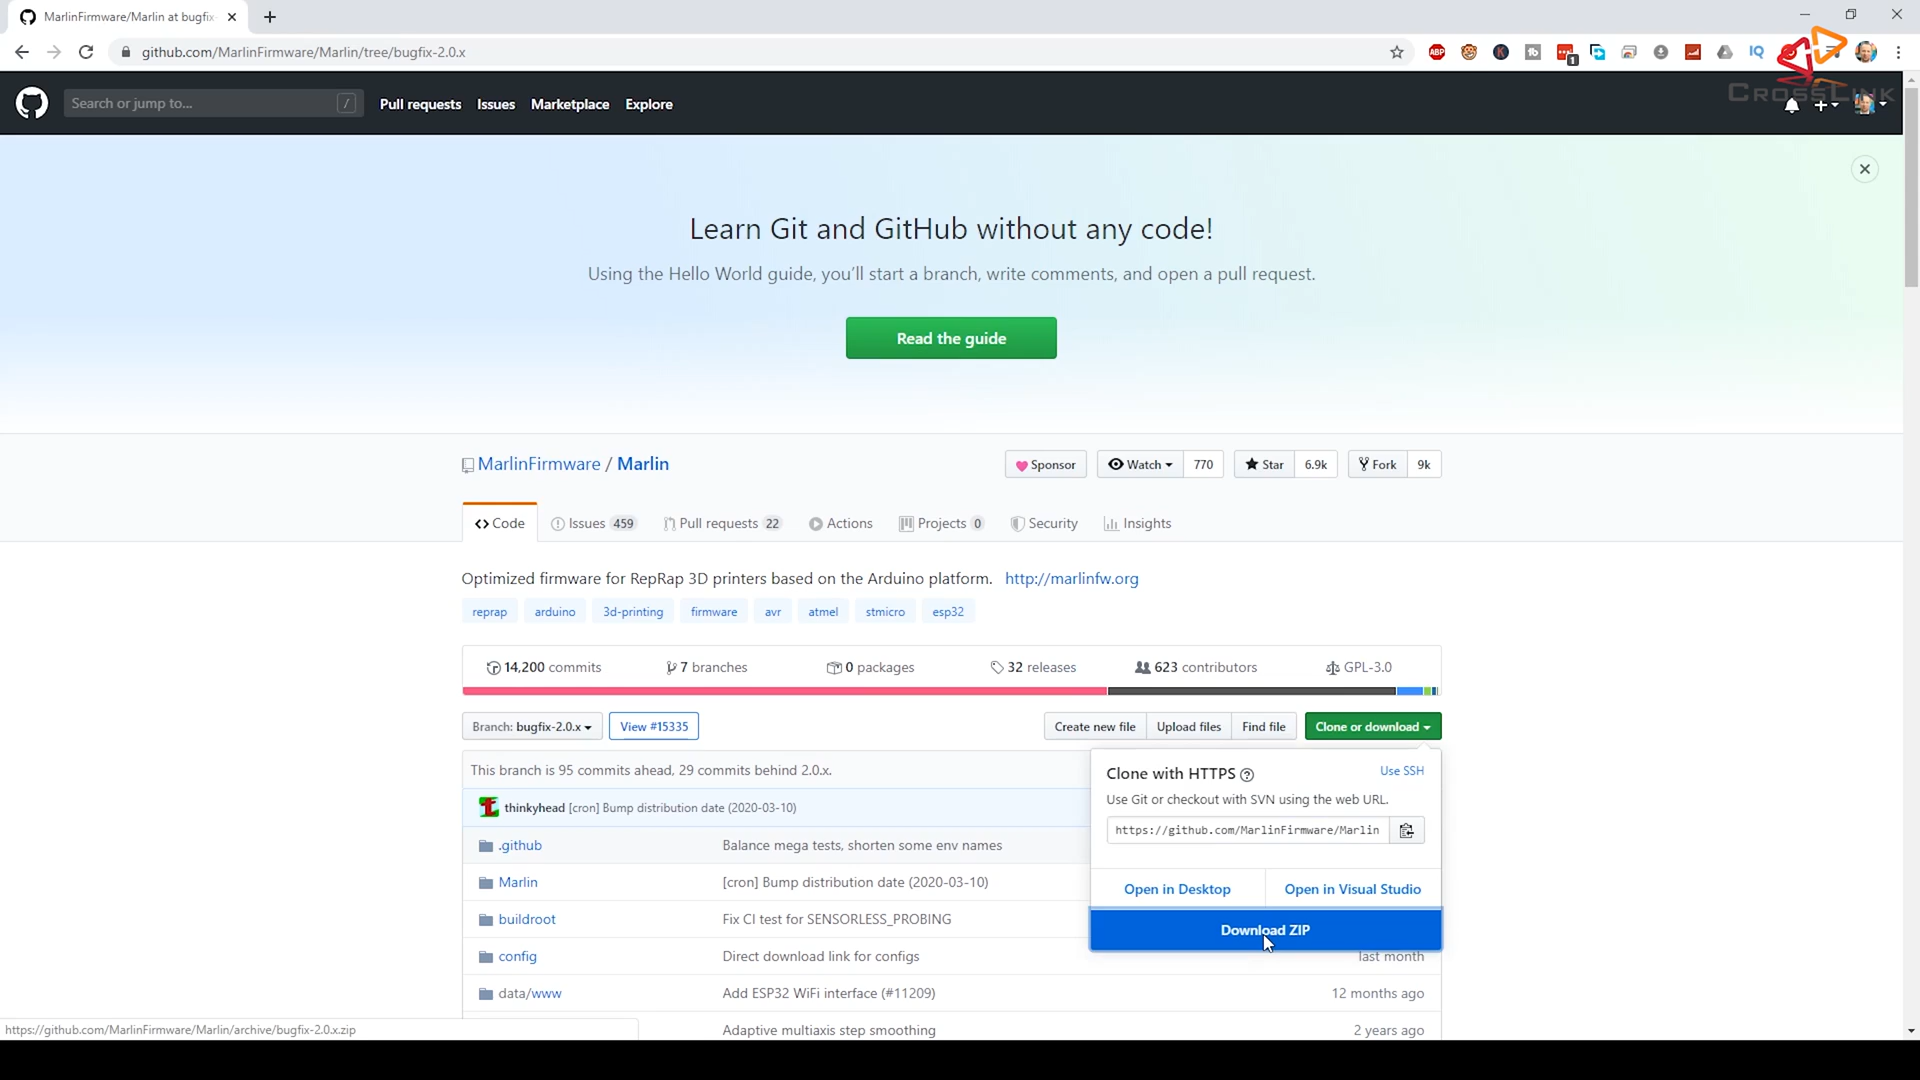 MarlinFirmware/Marlin at bugfix-
github.com/MarlinFirmware/Marlin/tree/bugfix-2.0.x
ABP
1
IQ
CrossLink
Search or jump to...
/
Pull requests
Issues
Marketplace
Explore
Learn Git and GitHub without any code!
Using the Hello World guide, you'll start a branch, write comments, and open a pull request.
Read the guide
MarlinFirmware / Marlin
Sponsor
Watch
770
Star
6.9k
Fork
9k
Code
Issues 459
Pull requests 22
Actions
Projects 0
Security
Insights
Optimized firmware for RepRap 3D printers based on the Arduino platform. http://marlinfw.org
reprap
arduino
3d-printing
firmware
avr
atmel
stmicro
esp32
14,200 commits
7 branches
0 packages
32 releases
623 contributors
GPL-3.0
Branch: bugfix-2.0.x
View #15335
Create new file
Upload files
Find file
Clone or download
This branch is 95 commits ahead, 29 commits behind 2.0.x.
Clone with HTTPS
Use SSH
Use Git or checkout with SVN using the web URL.
https://github.com/MarlinFirmware/Marlin
Open in Desktop
Open in Visual Studio
Download ZIP
thinkyhead [cron] Bump distribution date (2020-03-10)
.github
Balance mega tests, shorten some env names
Marlin
[cron] Bump distribution date (2020-03-10)
buildroot
Fix CI test for SENSORLESS_PROBING
config
Direct download link for configs
last month
data/www
Add ESP32 WiFi interface (#11209)
12 months ago
Adaptive multiaxis step smoothing
2 years ago
https://github.com/MarlinFirmware/Marlin/archive/bugfix-2.0.x.zip